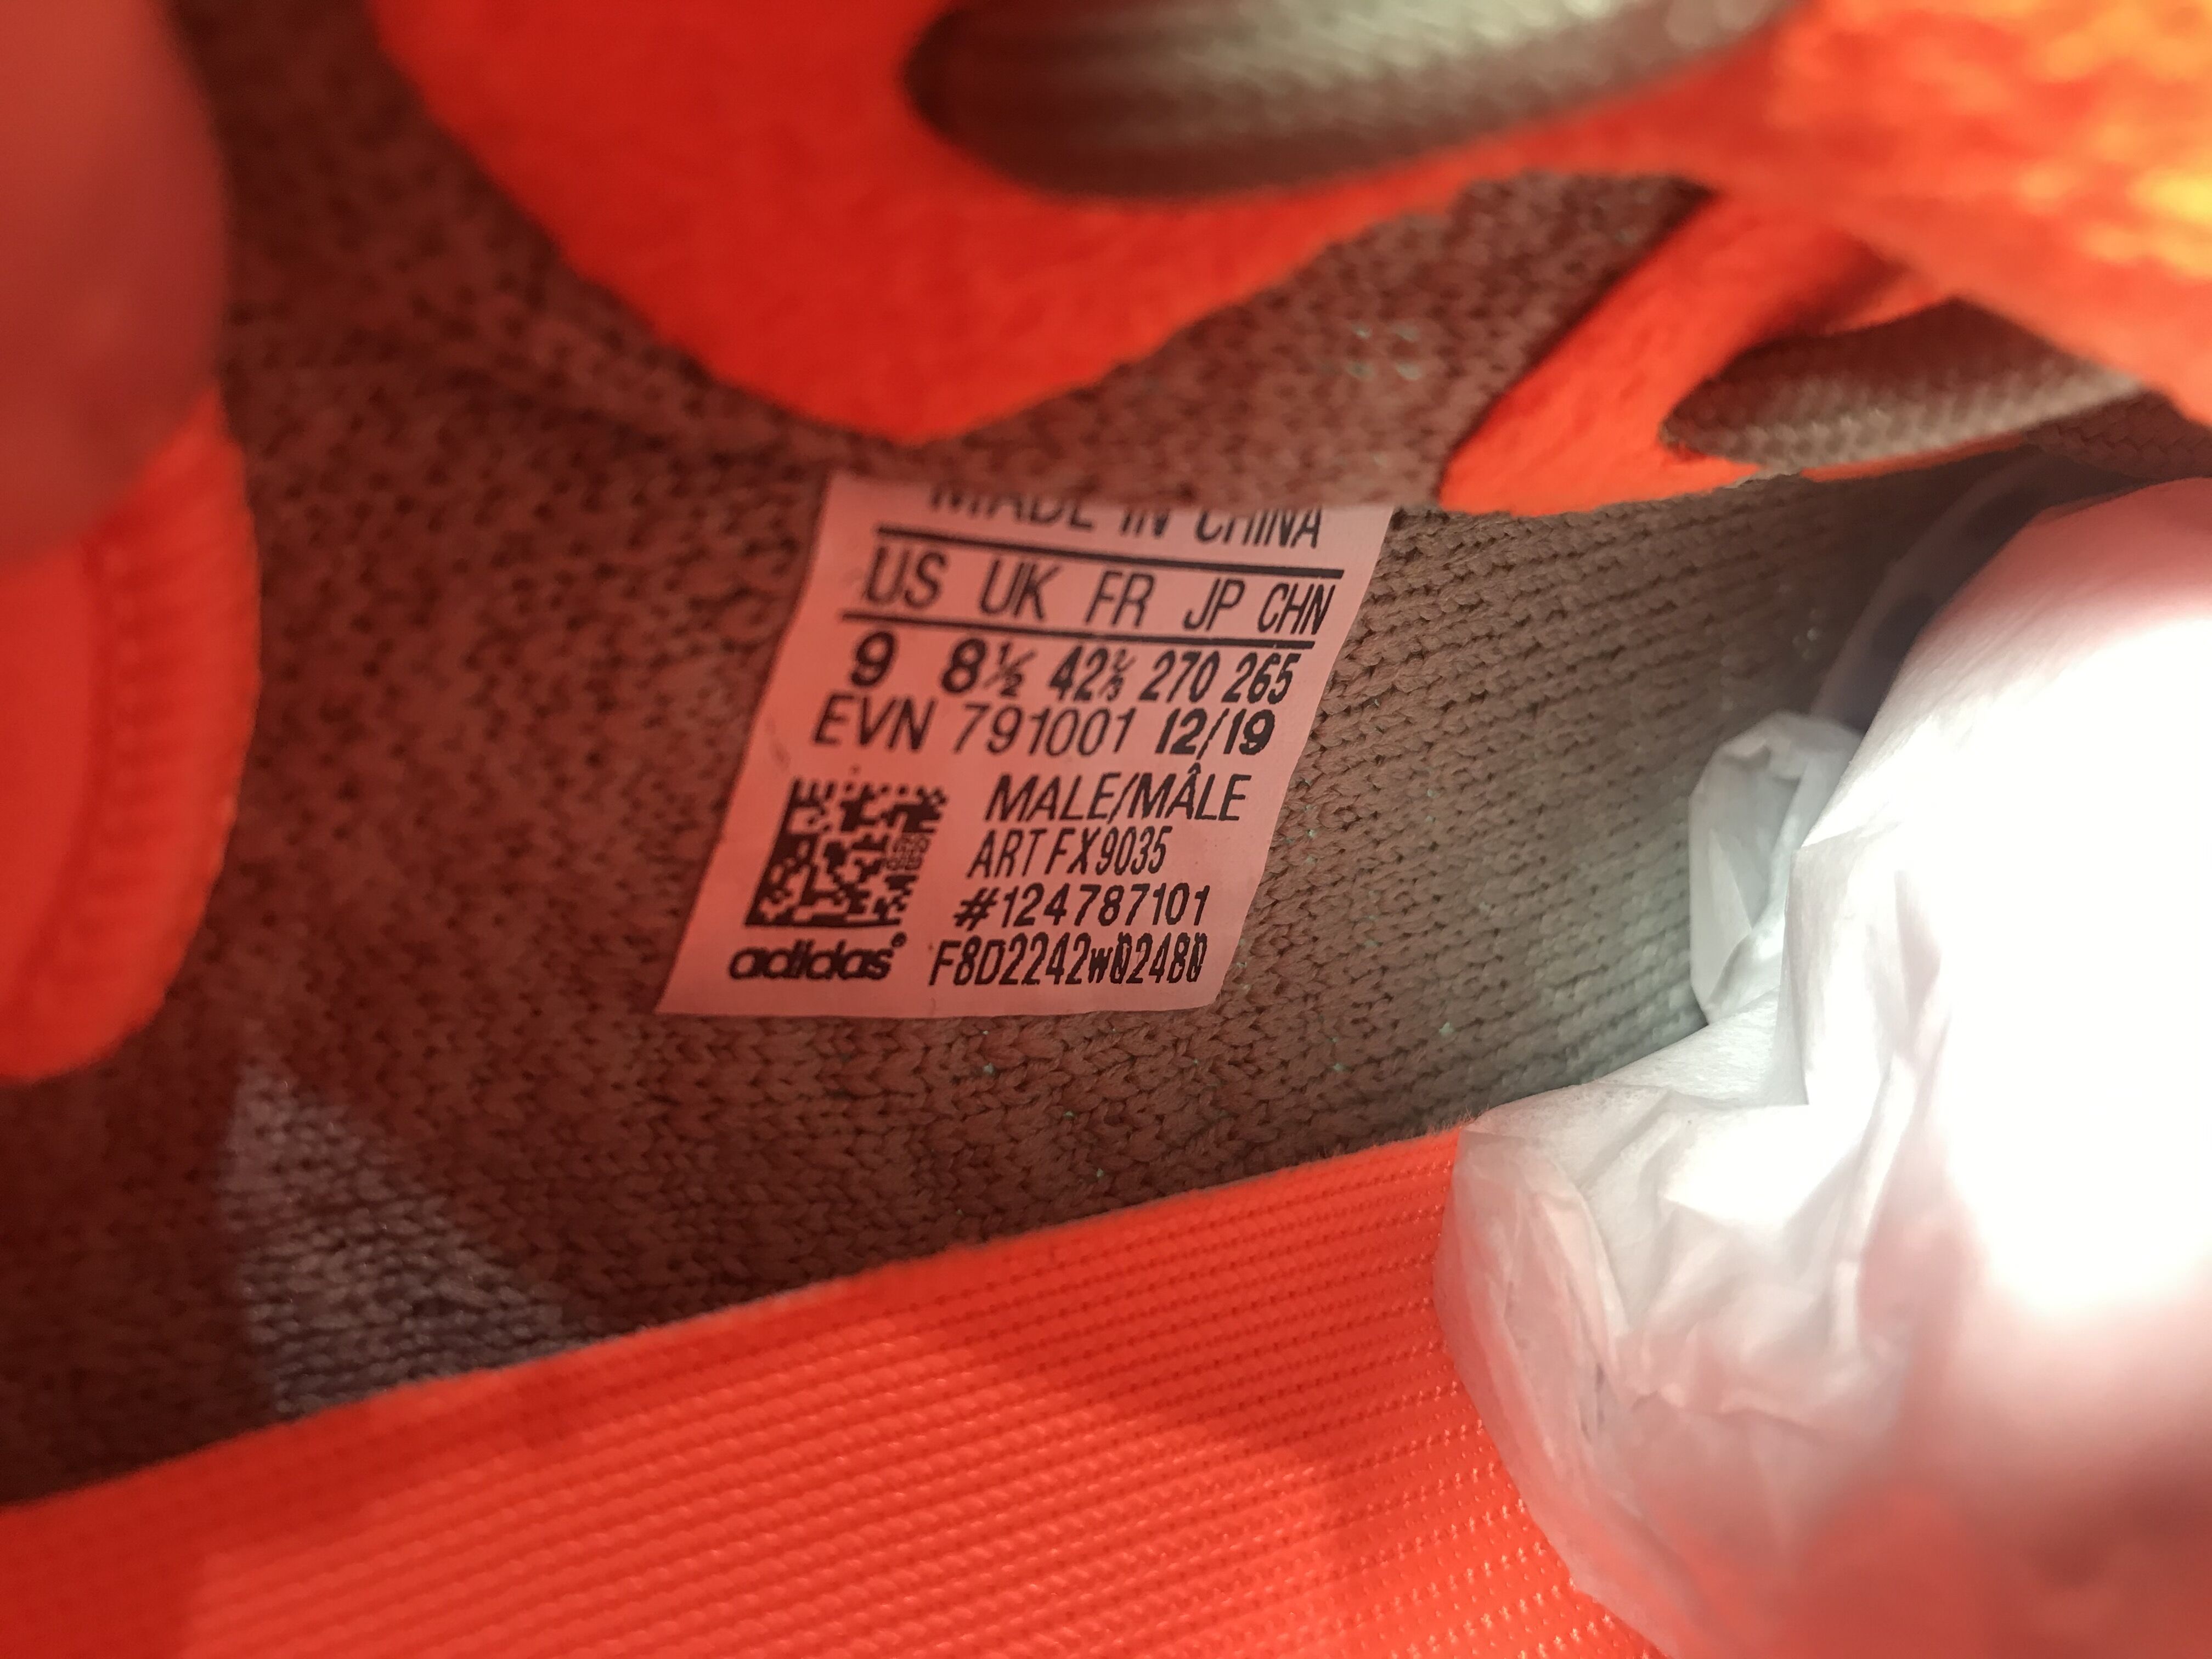 MADE IN CHINA
US UK FR JP CHN
9 8½ 42⅔ 270 265
EVN 791001 12/19
MALE/MÂLE
ART FX9035
#124787101
adidas® F8D2242w02480